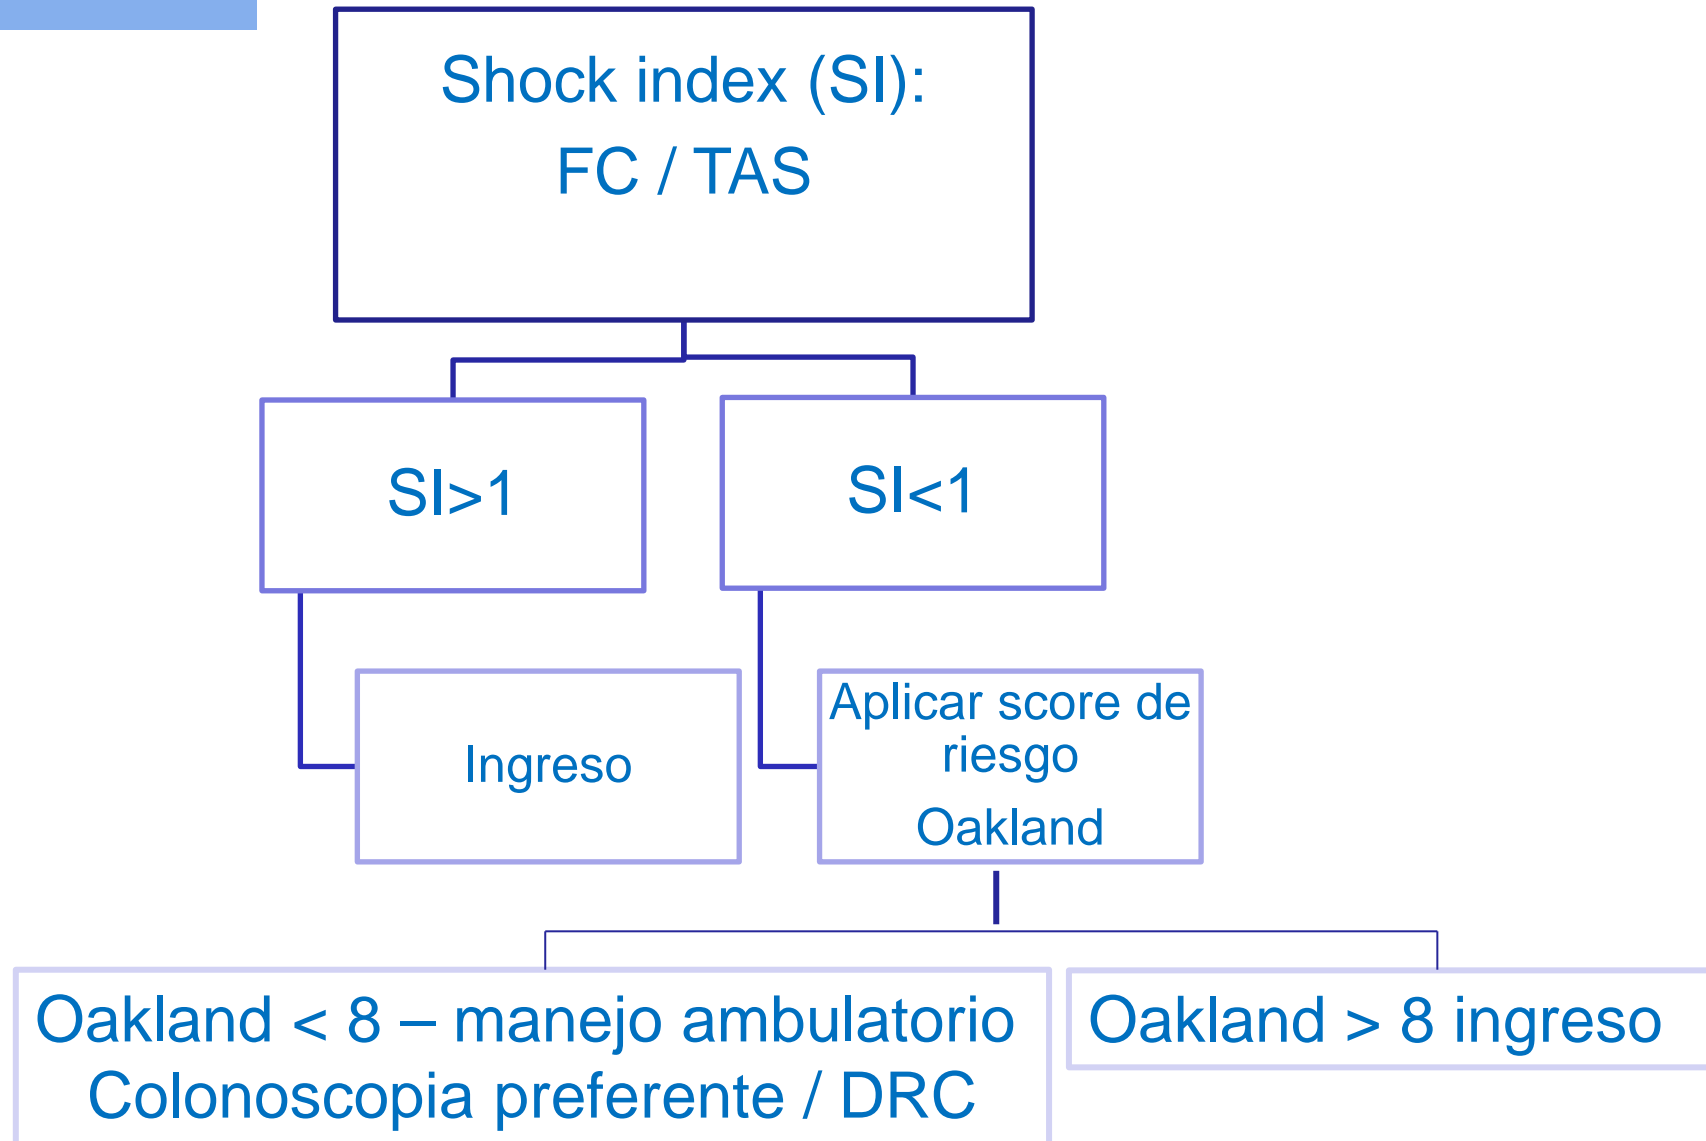 Shock index (SI):
FC / TAS
SI>1
SI<1
Ingreso
Aplicar score de
riesgo
Oakland
Oakland < 8 – manejo ambulatorio
Colonoscopia preferente / DRC
Oakland > 8 ingreso